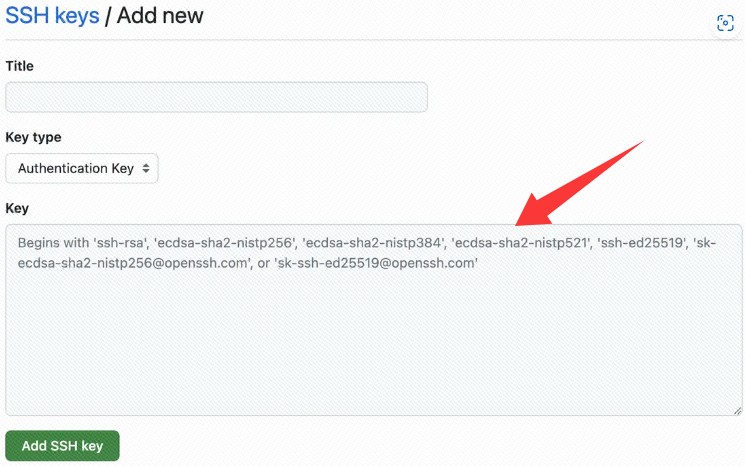 SSH keys / Add new
Title
Key type
Authentication Key
Key
Begins with 'ssh-rsa', 'ecdsa-sha2-nistp256', 'ecdsa-sha2-nistp384', 'ecdsa-sha2-nistp521', 'ssh-ed25519', 'sk-
ecdsa-sha2-nistp256@openssh.com', or 'sk-ssh-ed25519@openssh.com'
Add SSH key